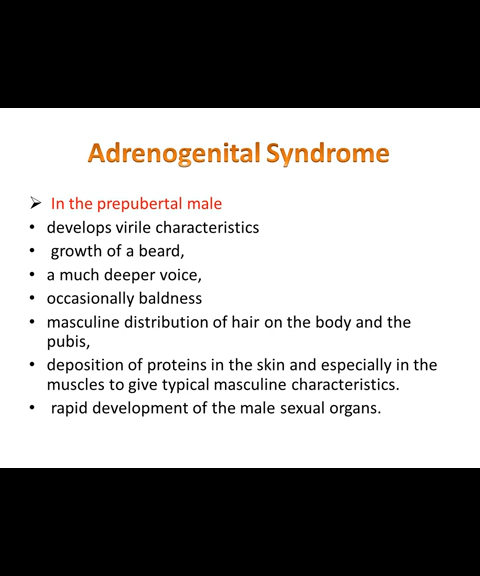 Adrenogenital Syndrome
➢ In the prepubertal male
• develops virile characteristics
• growth of a beard,
• a much deeper voice,
• occasionally baldness
• masculine distribution of hair on the body and the
pubis,
• deposition of proteins in the skin and especially in the
muscles to give typical masculine characteristics.
• rapid development of the male sexual organs.